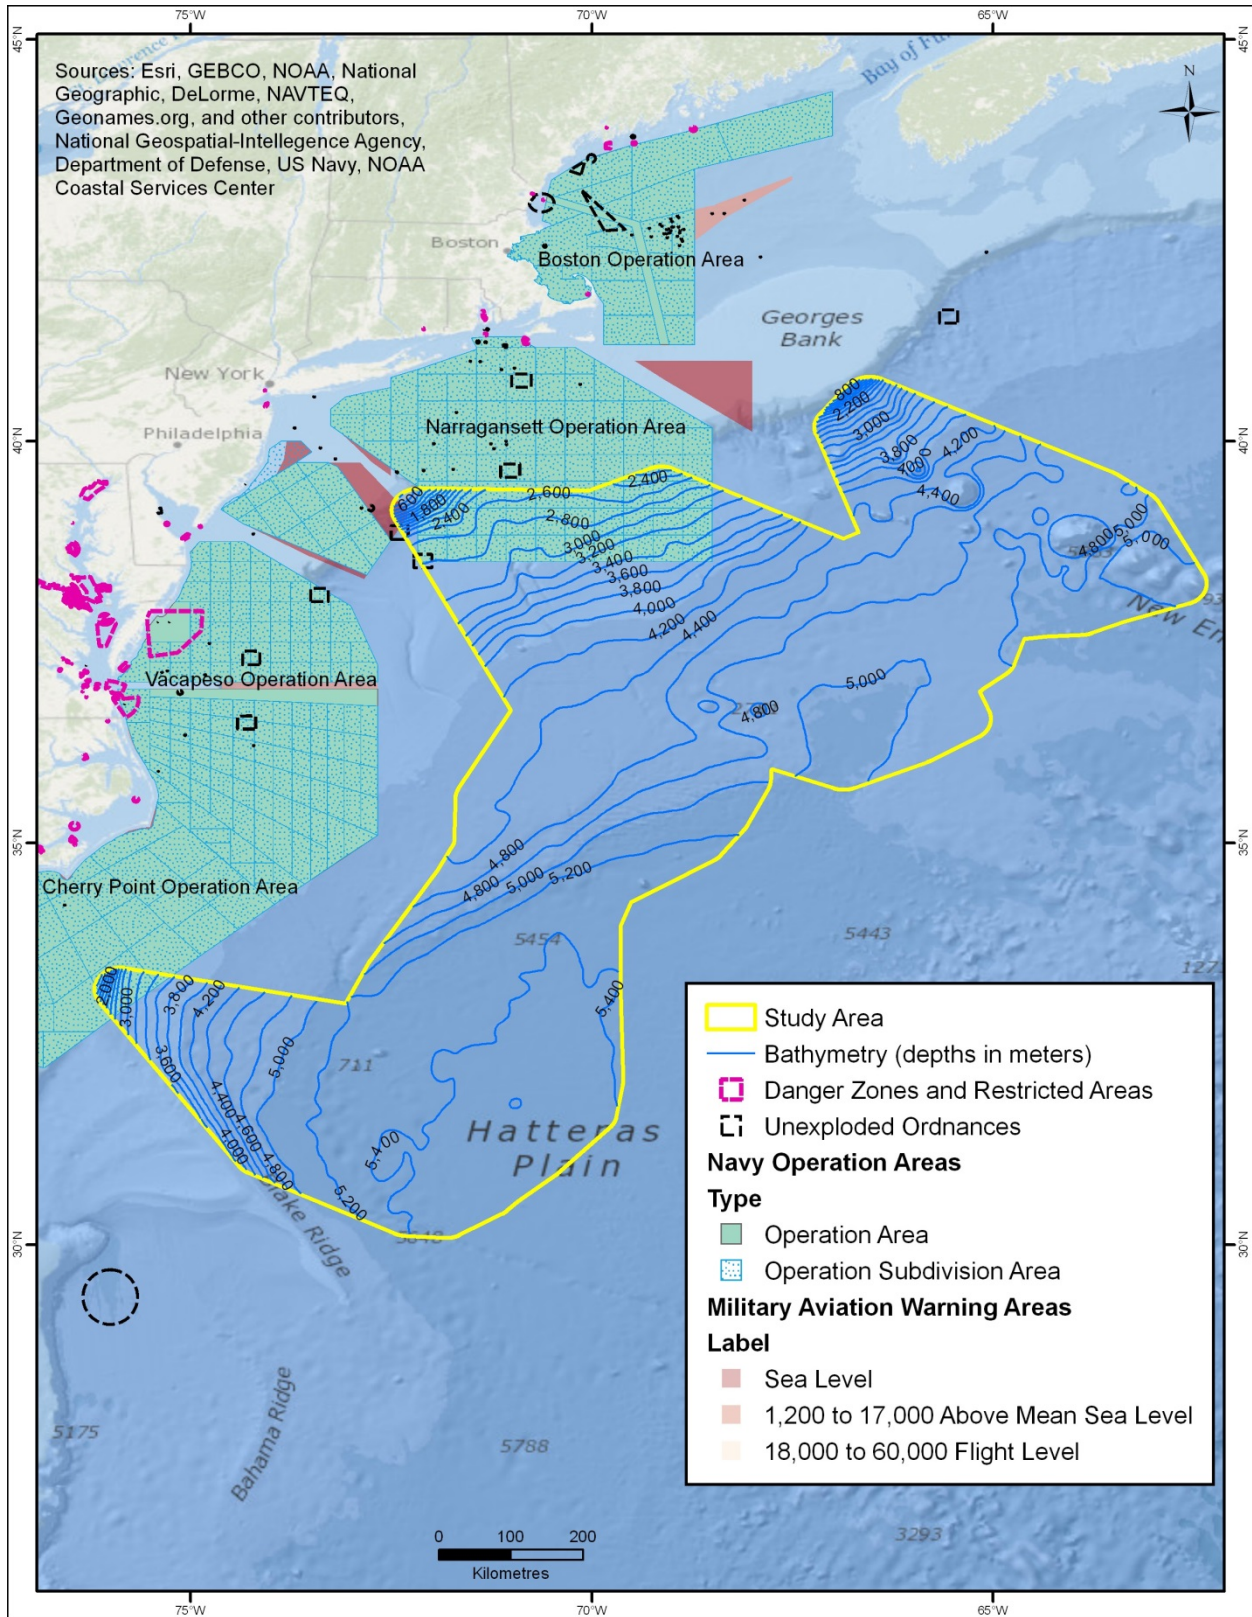 75°W
70°W
65°W
45°N
45°N
Sources: Esri, GEBCO, NOAA, National
Geographic, DeLorme, NAVTEQ,
Geonames.org, and other contributors,
National Geospatial-Intellegence Agency,
Department of Defense, US Navy, NOAA
Coastal Services Center
N
Boston
Boston Operation Area
Georges
Bank
New York
Philadelphia
Narragansett Operation Area
40°N
40°N
800
2,200
3,000
3,800
4,200
4,400
2,400
2,600
600
1,800
2,400
2,800
3,000
3,200
3,400
3,600
3,800
4,000
4,200
4,400
5,000
4,800
5,000
Vacapeso Operation Area
5,000
4,800
35°N
35°N
4,800
4,800
5,000
5,200
Cherry Point Operation Area
5454
5443
2,000
3,000
3,800
4,200
5,400
3,600
5,000
711
4,400
4,600
4,000
4,800
5,400
5,200
Hatteras
Plain
Ridge
30°N
30°N
Bahama Ridge
5175
5788
3293
Study Area
Bathymetry (depths in meters)
Danger Zones and Restricted Areas
Unexploded Ordnances
Navy Operation Areas
Type
Operation Area
Operation Subdivision Area
Military Aviation Warning Areas
Label
Sea Level
1,200 to 17,000 Above Mean Sea Level
18,000 to 60,000 Flight Level
0 100 200
Kilometres
75°W
70°W
65°W